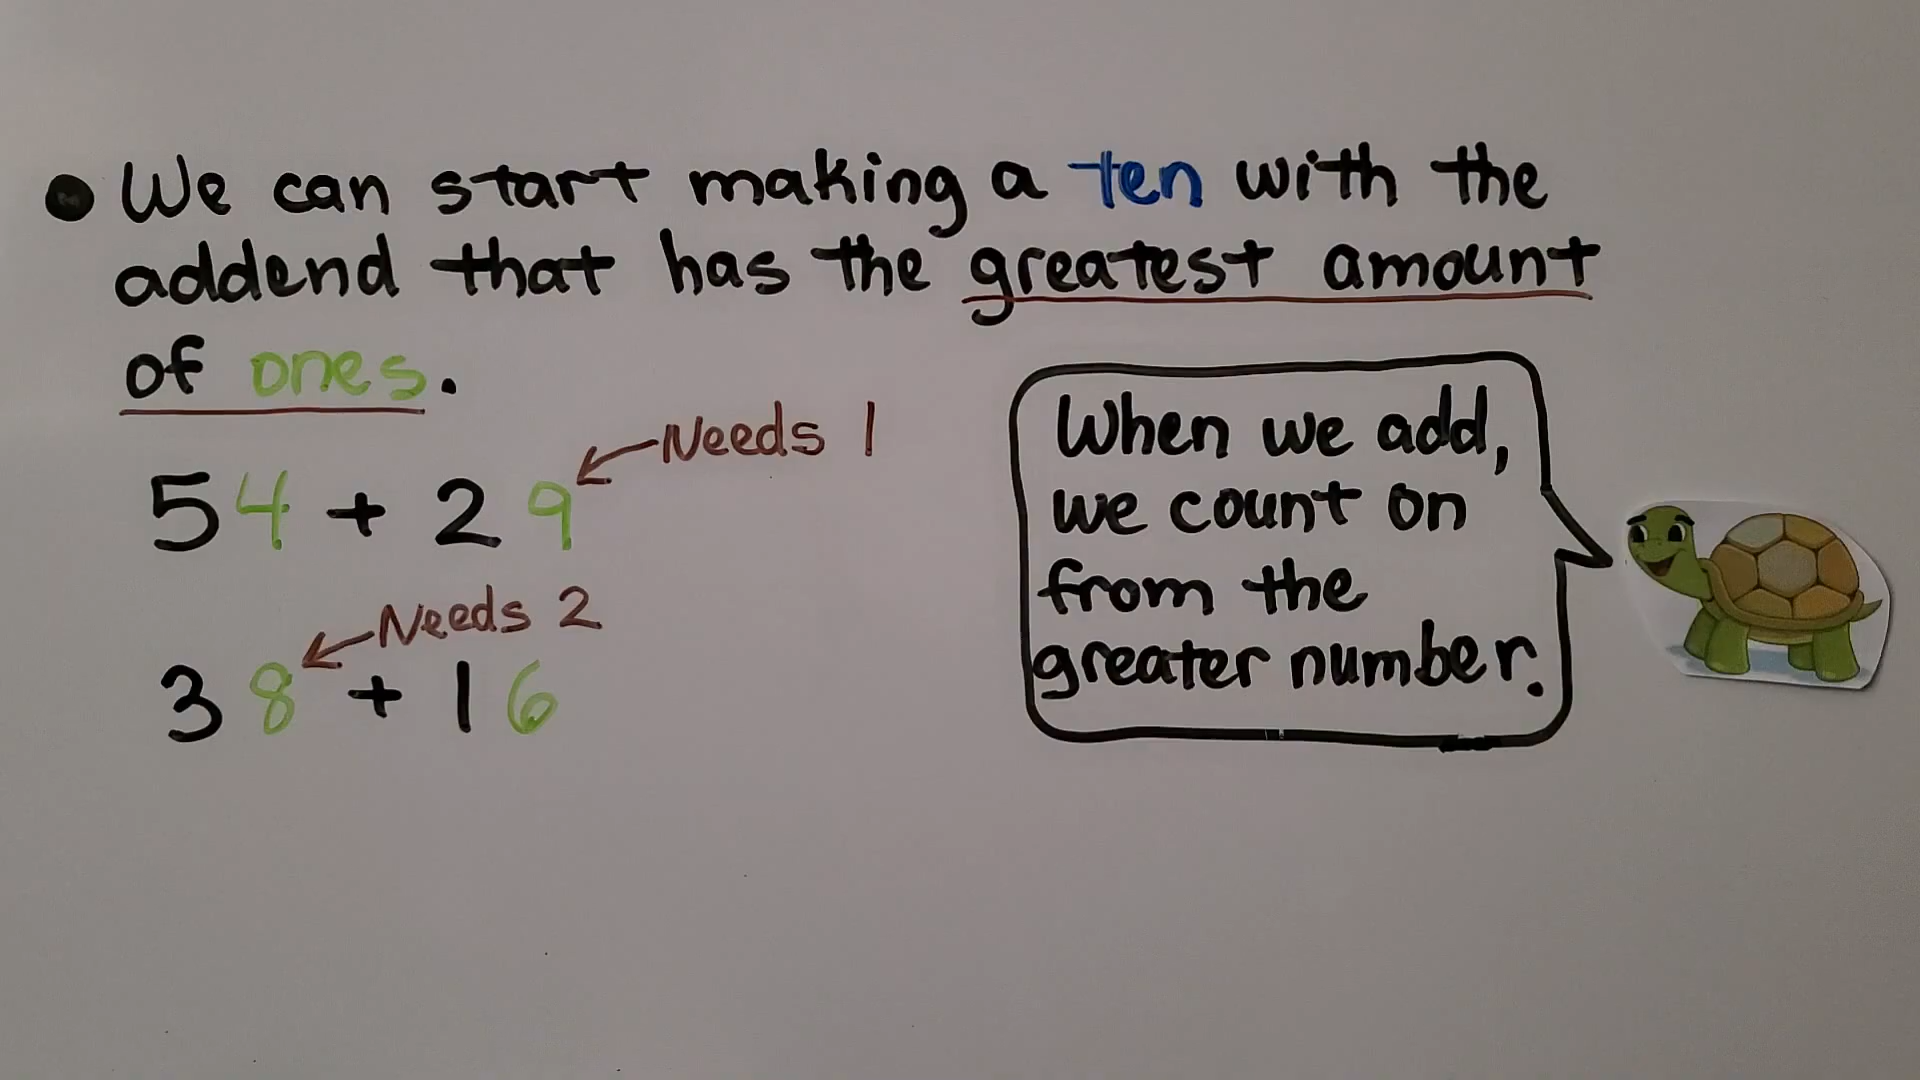 We can start making a ten with the
addend that has the greatest amount
of ones.
Needs 1
54 + 29
Needs 2
38 + 16
When we add,
we count on
from the
greater number.